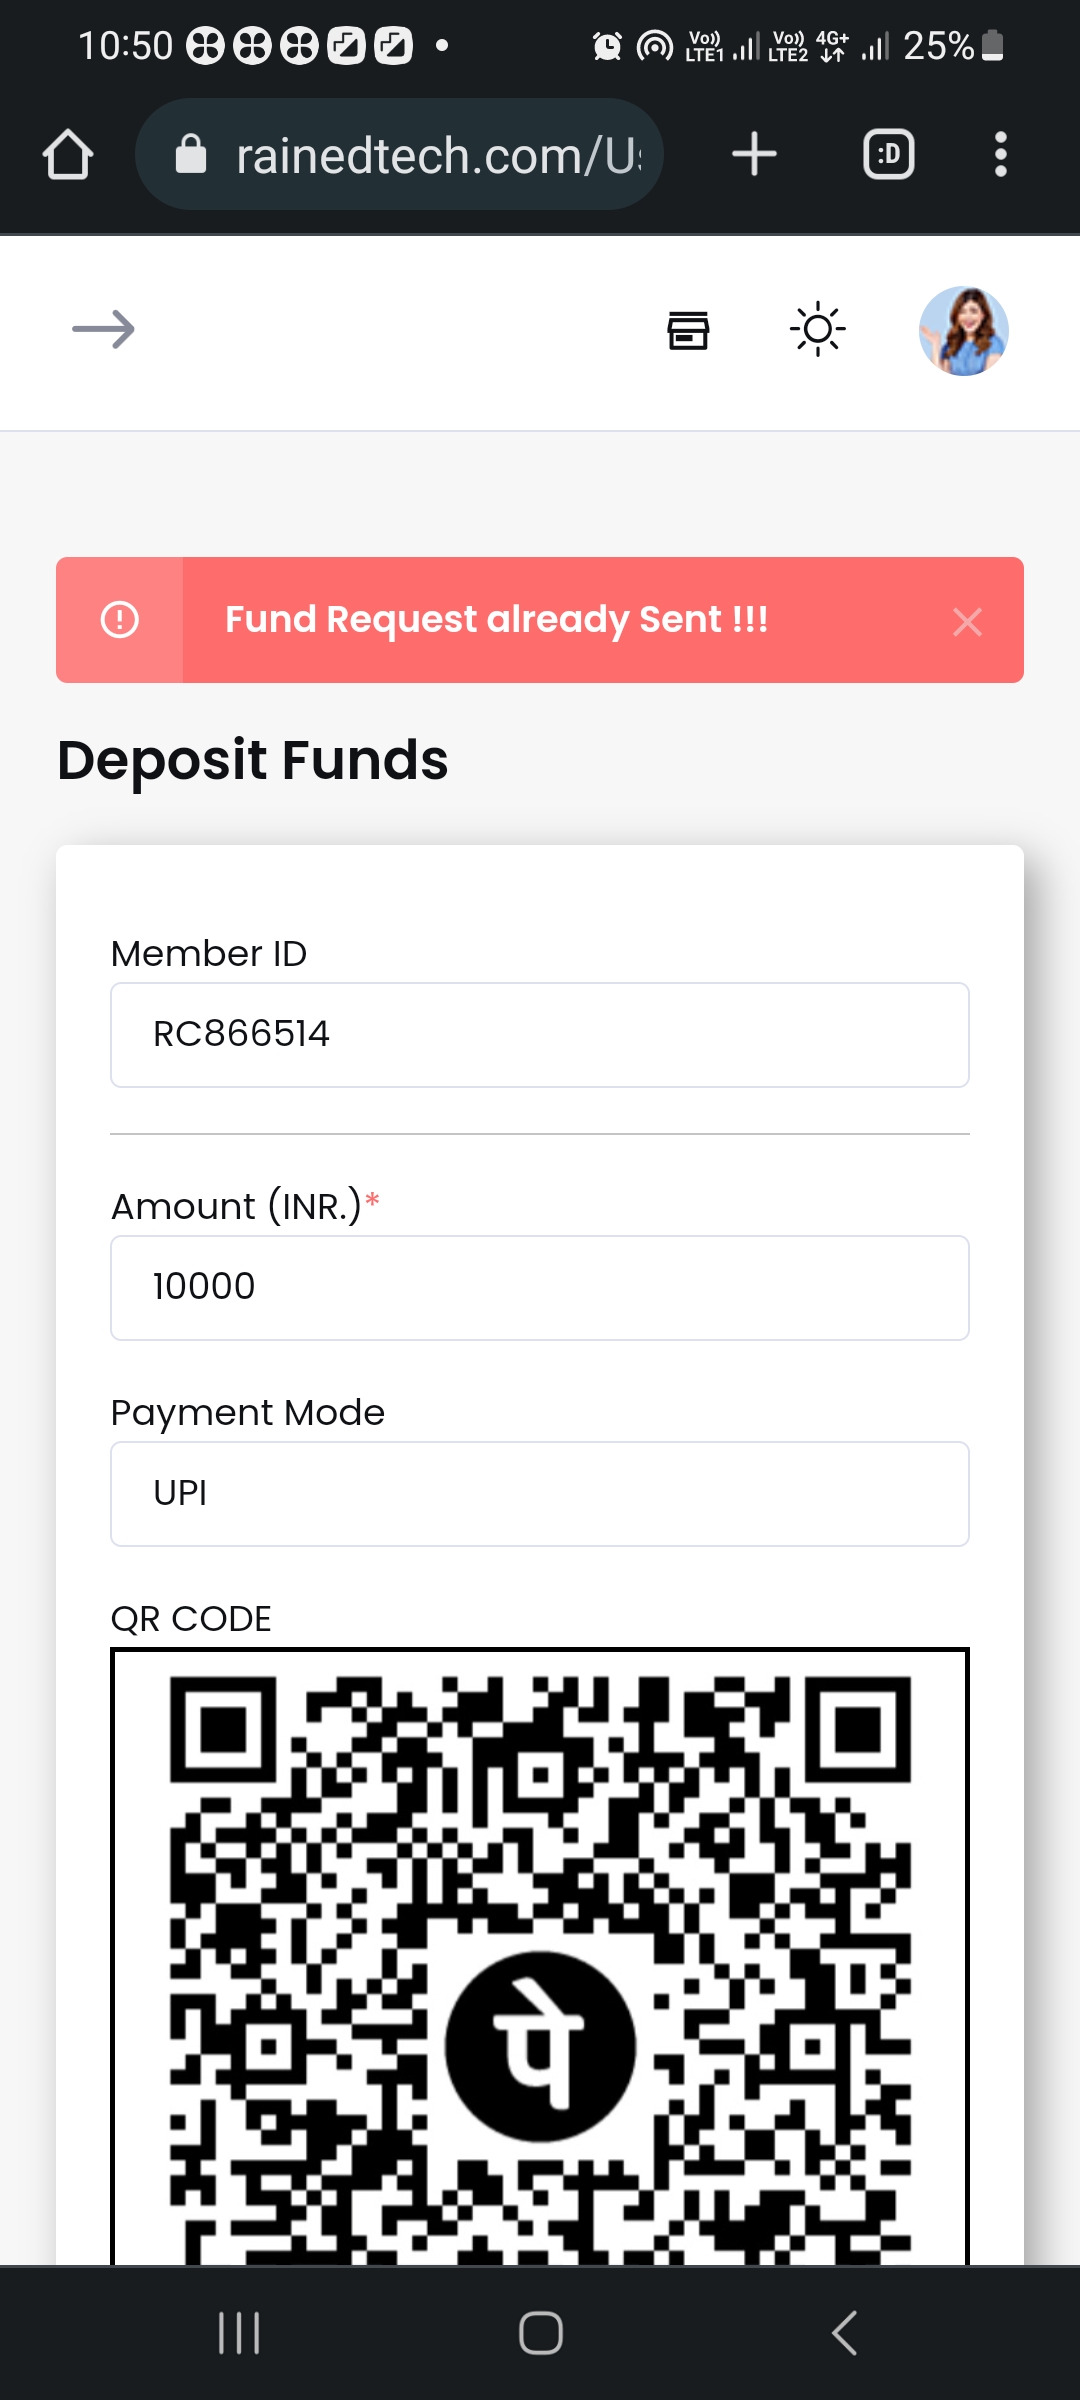 10:50
Vo)) LTE1 Vo)) LTE2 4G+ 25%
rainedtech.com/Us
:D
Fund Request already Sent !!!
Deposit Funds
Member ID
RC866514
Amount (INR.)*
10000
Payment Mode
UPI
QR CODE
पे